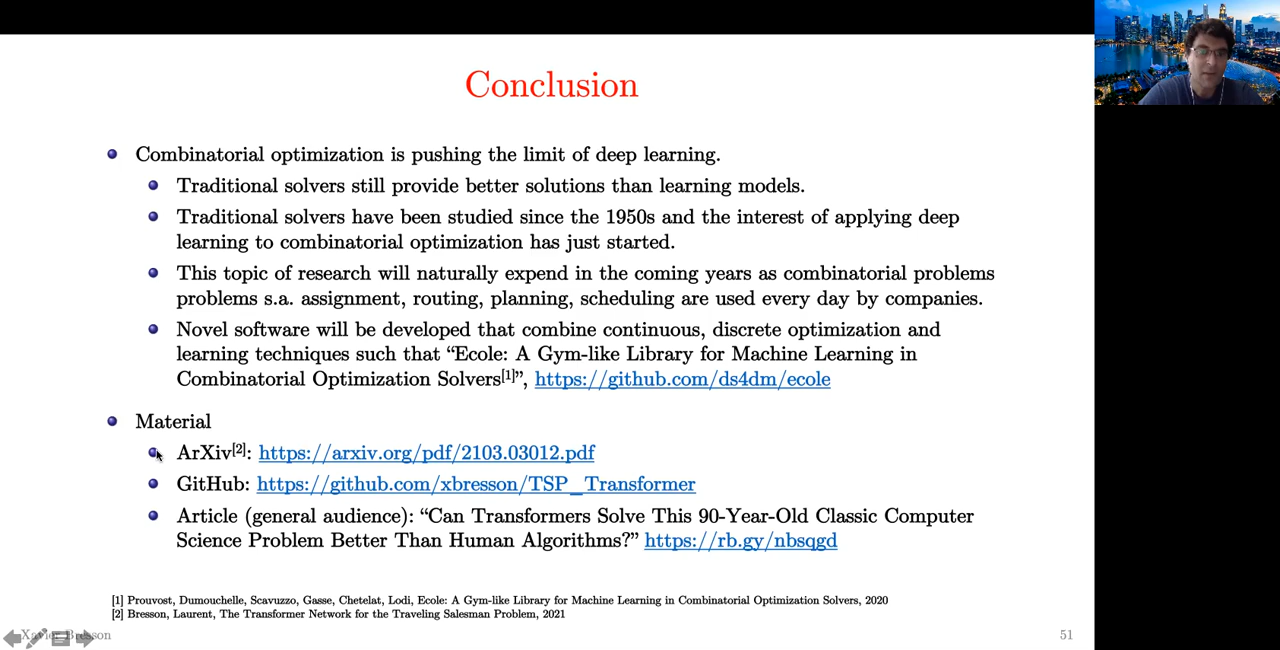 Conclusion
Combinatorial optimization is pushing the limit of deep learning.
Traditional solvers still provide better solutions than learning models.
Traditional solvers have been studied since the 1950s and the interest of applying deep
learning to combinatorial optimization has just started.
This topic of research will naturally expend in the coming years as combinatorial problems
problems s.a. assignment, routing, planning, scheduling are used every day by companies.
Novel software will be developed that combine continuous, discrete optimization and
learning techniques such that “Ecole: A Gym-like Library for Machine Learning in
Combinatorial Optimization Solvers[1]”, https://github.com/ds4dm/ecole
Material
ArXiv[2]: https://arxiv.org/pdf/2103.03012.pdf
GitHub: https://github.com/xbresson/TSP_Transformer
Article (general audience): “Can Transformers Solve This 90-Year-Old Classic Computer
Science Problem Better Than Human Algorithms?” https://rb.gy/nbsqgd
[1] Prouvost, Dumouchelle, Scavuzzo, Gasse, Chetelat, Lodi, Ecole: A Gym-like Library for Machine Learning in Combinatorial Optimization Solvers, 2020
[2] Bresson, Laurent, The Transformer Network for the Traveling Salesman Problem, 2021
Xavier Bresson
51